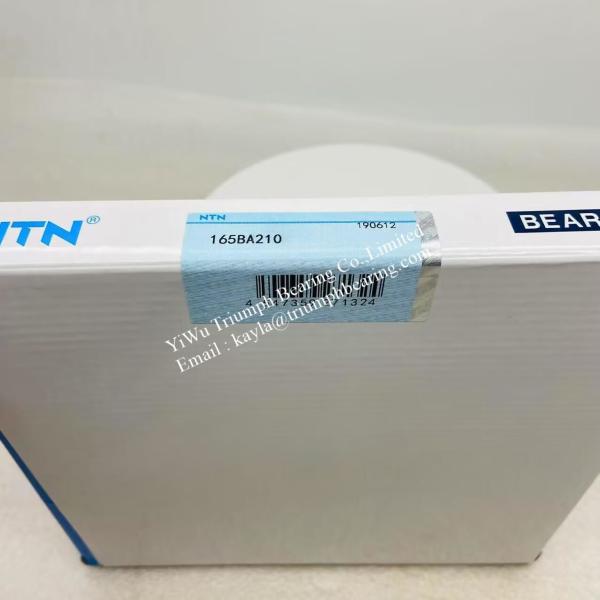 NTN®
NTN
190612
165BA210
BEAR
YiWu Triumph Bearing Co.,Limited
Email : kayla@triumphbearing.com